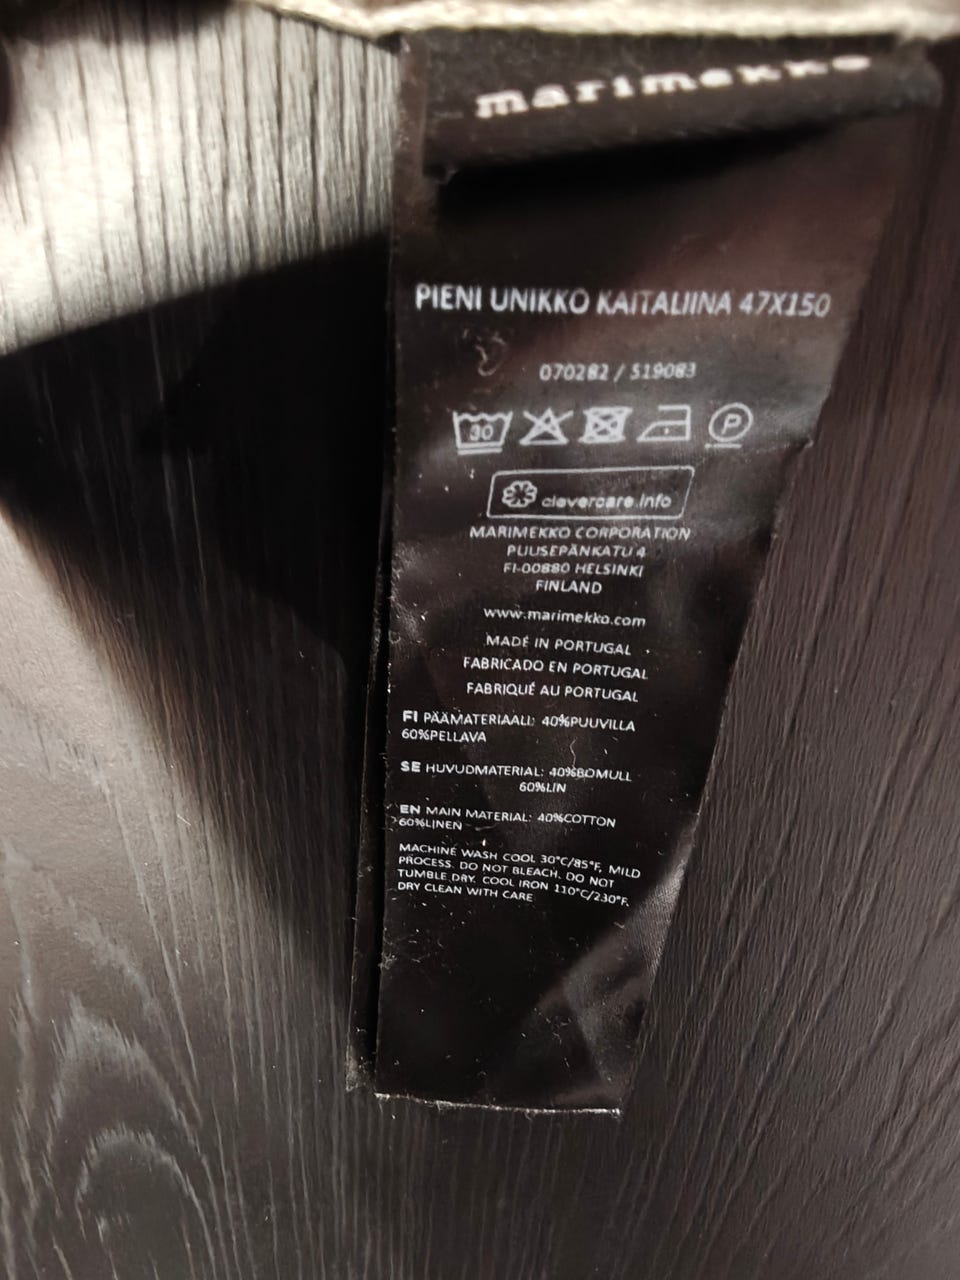 marimekko
PIENI UNIKKO KAITALIINA 47X150
070282 / 519083
30
P
clevercare.info
MARIMEKKO CORPORATION
PUUSEPÄNKATU 4
FI-00880 HELSINKI
FINLAND
www.marimekko.com
MADE IN PORTUGAL
FABRICADO EN PORTUGAL
FABRIQUÉ AU PORTUGAL
FI PÄÄMATERIAALI: 40%PUUVILLA
60%PELLAVA
SE HUVUDMATERIAL: 40%BOMULL
60%LIN
EN MAIN MATERIAL: 40%COTTON
60%LINEN
MACHINE WASH COOL 30°C/85°F, MILD
PROCESS. DO NOT BLEACH. DO NOT
TUMBLE DRY. COOL IRON 110°C/230°F.
DRY CLEAN WITH CARE